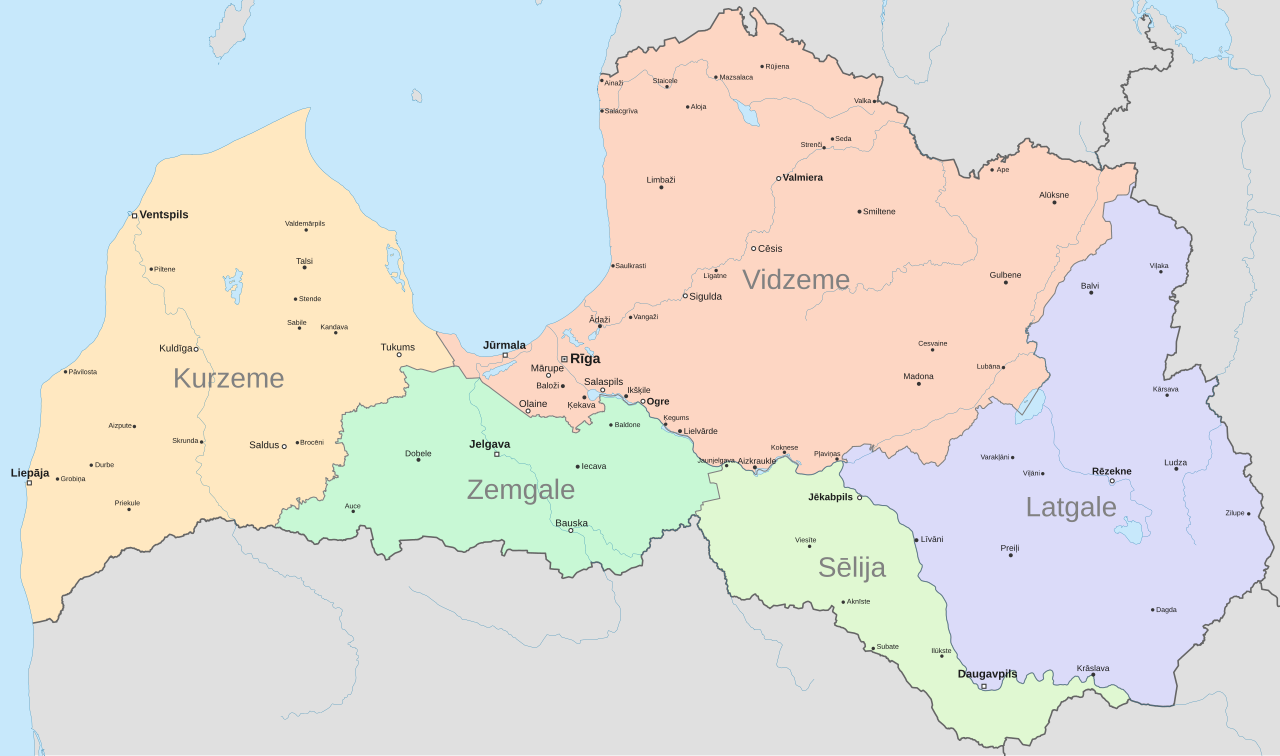 Rūjiena
Mazsalaca
Staicele
Ainaži
Valka
Aloja
Salacgrīva
Seda
Strenči
Ape
Valmiera
Limbaži
Alūksne
Smiltene
Ventspils
Valdemārpils
Cēsis
Talsi
Piltene
Saulkrasti
Viļaka
Līgatne
Gulbene
Vidzeme
Balvi
Sigulda
Stende
Vangaži
Ādaži
Sabile
Kandava
Jūrmala
Cesvaine
Tukums
Kuldīga
Rīga
Mārupe
Lubāna
Pāvilosta
Kurzeme
Madona
Salaspils
Baloži
Ikšķile
Kārsava
Ogre
Olaine
Ķekava
Ķegums
Baldone
Aizpute
Lielvārde
Skrunda
Saldus
Brocēni
Jelgava
Koknese
Pļaviņas
Dobele
Jaunjelgava
Aizkraukle
Varakļāni
Durbe
Iecava
Ludza
Liepāja
Grobiņa
Viļāni
Rēzekne
Zemgale
Jēkabpils
Priekule
Auce
Latgale
Zilupe
Bauska
Viesīte
Līvāni
Preiļi
Sēlija
Aknīste
Dagda
Subate
Ilūkste
Krāslava
Daugavpils